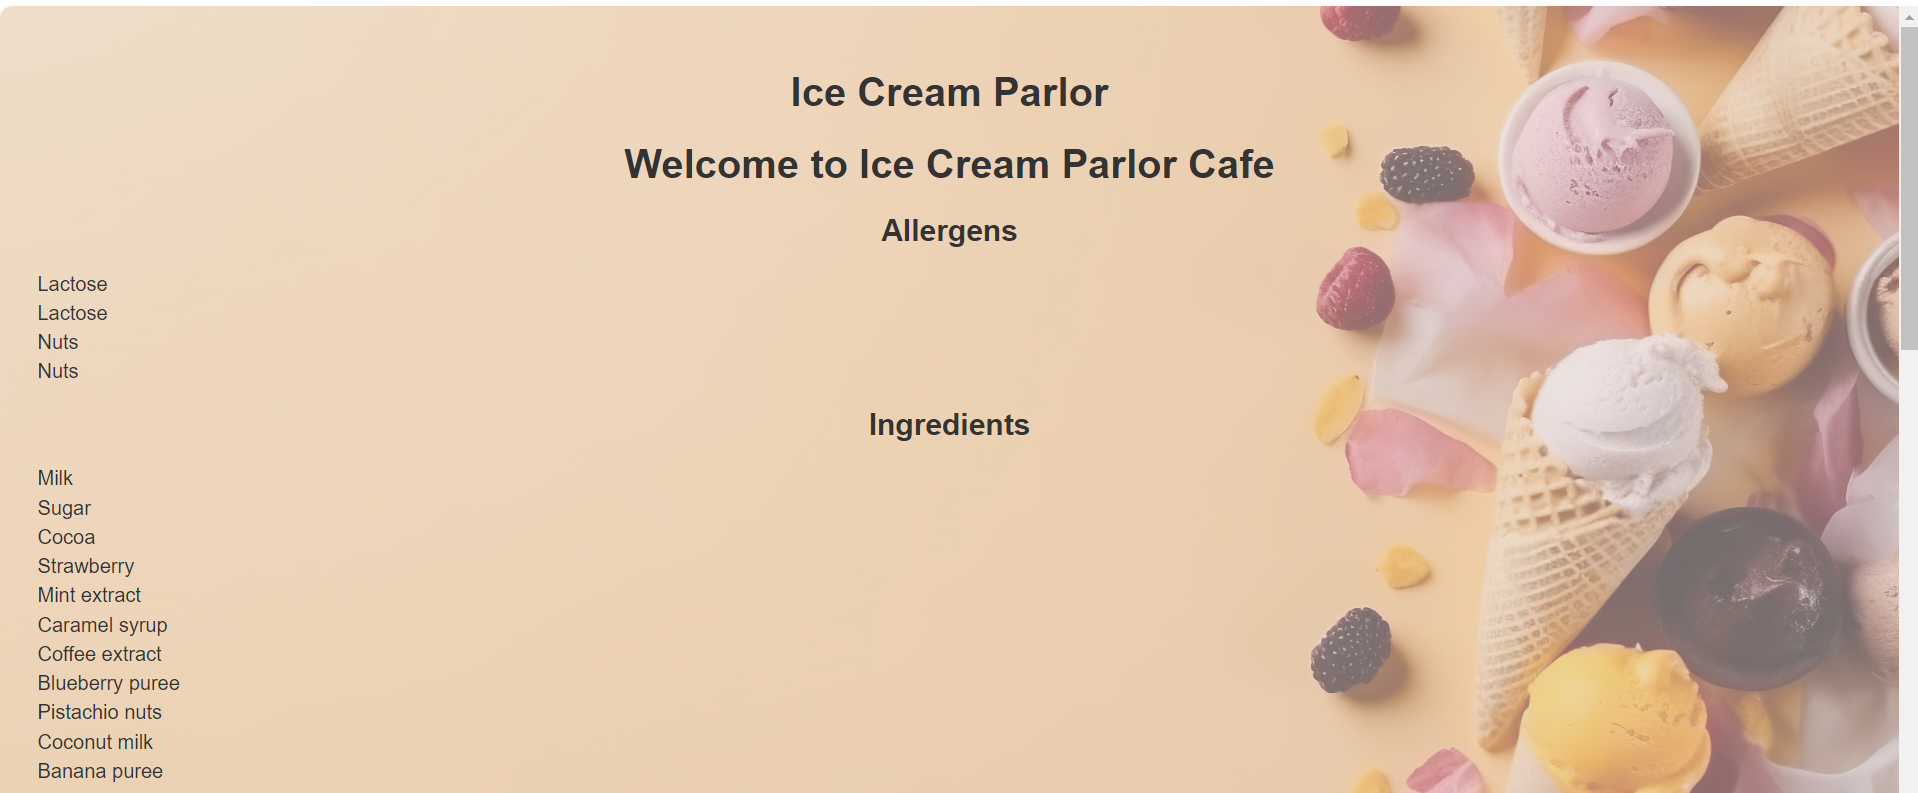 Ice Cream Parlor
Welcome to Ice Cream Parlor Cafe
Allergens
Lactose
Lactose
Nuts
Nuts
Ingredients
Milk
Sugar
Cocoa
Strawberry
Mint extract
Caramel syrup
Coffee extract
Blueberry puree
Pistachio nuts
Coconut milk
Banana puree